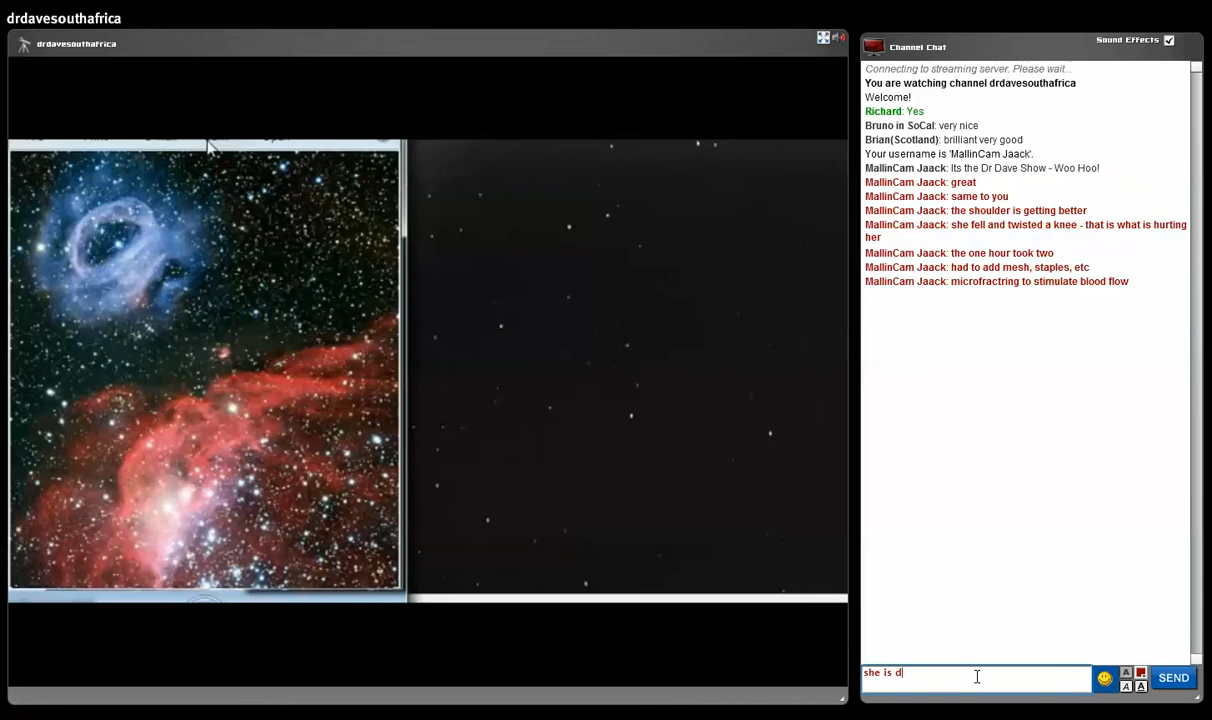 drdavesouthafrica
drdavesouthafrica
Channel Chat
Sound Effects
Connecting to streaming server. Please wait...
You are watching channel drdavesouthafrica
Welcome!
Richard: Yes
Bruno in SoCal: very nice
Brian(Scotland): brilliant very good
Your username is 'MallinCam Jaack'.
MallinCam Jaack: Its the Dr Dave Show - Woo Hoo!
MallinCam Jaack: great
MallinCam Jaack: same to you
MallinCam Jaack: the shoulder is getting better
MallinCam Jaack: she fell and twisted a knee - that is what is hurting
her
MallinCam Jaack: the one hour took two
MallinCam Jaack: had to add mesh, staples, etc
MallinCam Jaack: microfractring to stimulate blood flow
she is d
A
A A
SEND